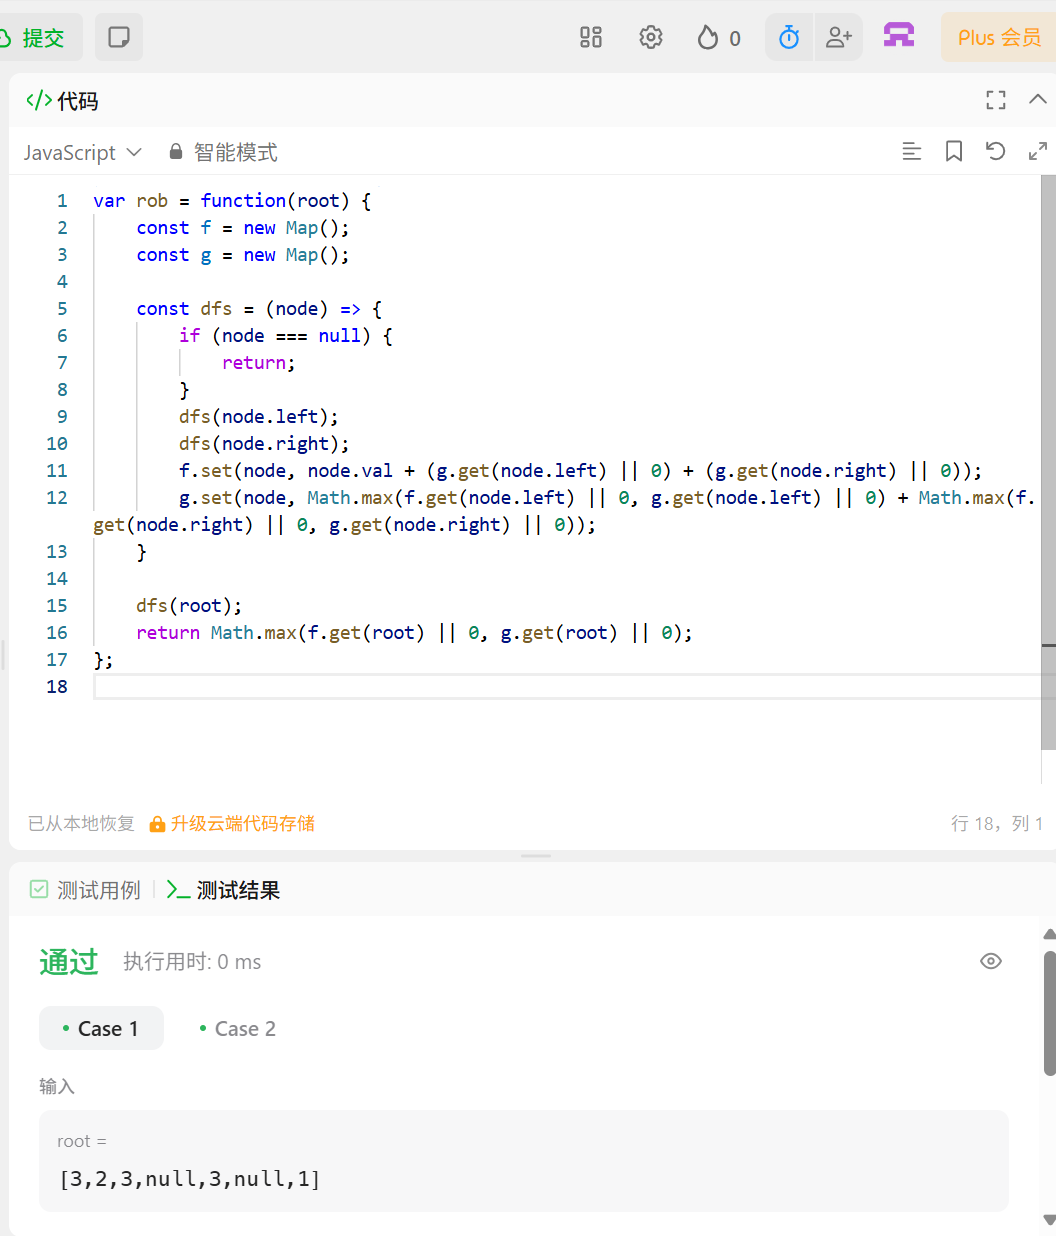 提交
0
Plus 会员
</> 代码
JavaScript 智能模式
1 var rob = function(root) {
2     const f = new Map();
3     const g = new Map();
4
5     const dfs = (node) => {
6         if (node === null) {
7             return;
8         }
9         dfs(node.left);
10         dfs(node.right);
11         f.set(node, node.val + (g.get(node.left) || 0) + (g.get(node.right) || 0));
12         g.set(node, Math.max(f.get(node.left) || 0, g.get(node.left) || 0) + Math.max(f.
get(node.right) || 0, g.get(node.right) || 0));
13     }
14
15     dfs(root);
16     return Math.max(f.get(root) || 0, g.get(root) || 0);
17 };
18
已从本地恢复 升级云端代码存储 行 18，列 1
测试用例 >_ 测试结果
通过 执行用时: 0 ms
• Case 1 • Case 2
输入
root =
[3,2,3,null,3,null,1]